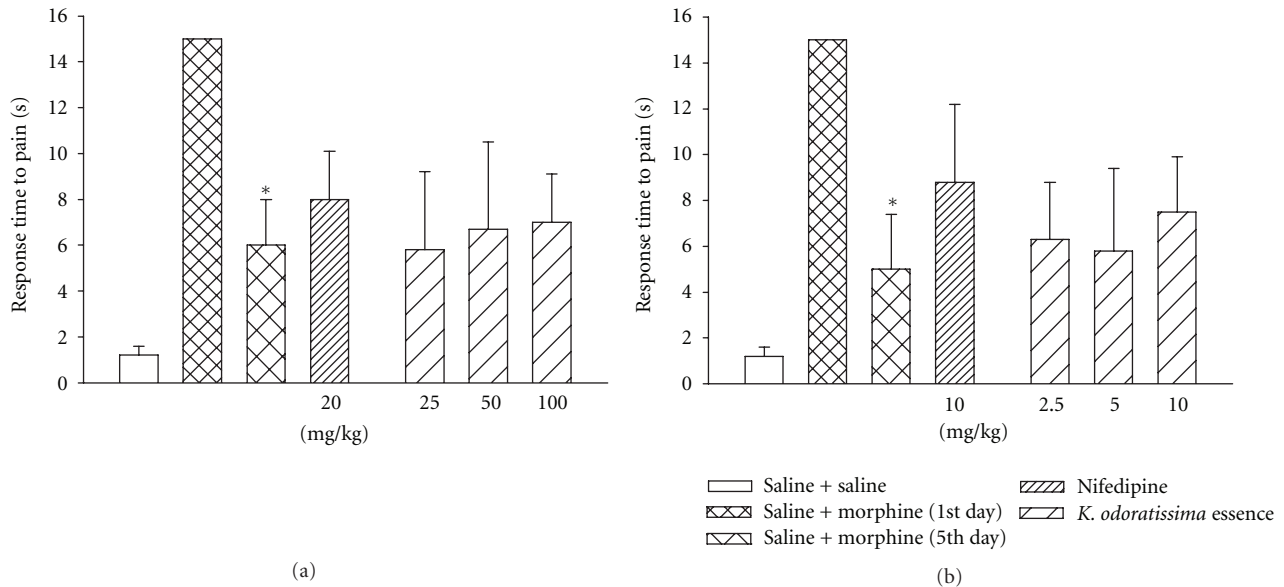 16
14
12
10
8
6
4
2
0
Response time to pain (s)
*
20
25
50
100
(mg/kg)
(a)
16
14
12
10
8
6
4
2
0
Response time to pain (s)
*
10
2.5
5
10
(mg/kg)
Saline + saline
Saline + morphine (1st day)
Saline + morphine (5th day)
Nifedipine
K. odoratissima essence
(b)